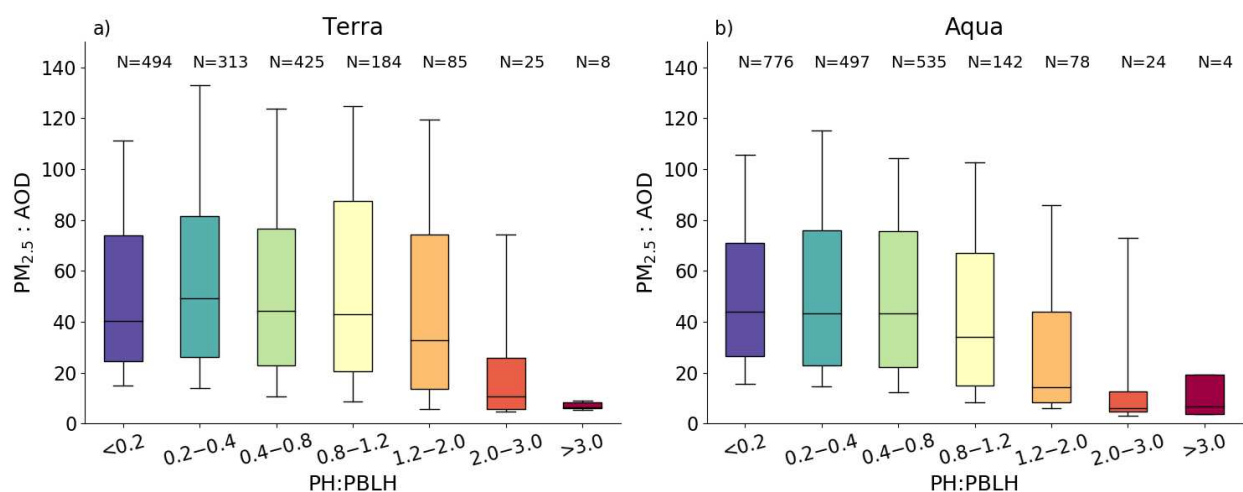 a)
Terra
N=494 N=313 N=425 N=184 N=85 N=25 N=8
140
120
100
80
60
40
20
0
PM2.5 : AOD
<0.2 0.2−0.4 0.4−0.8 0.8−1.2 1.2−2.0 2.0−3.0 >3.0
PH:PBLH
b)
Aqua
N=776 N=497 N=535 N=142 N=78 N=24 N=4
140
120
100
80
60
40
20
0
PM2.5 : AOD
<0.2 0.2−0.4 0.4−0.8 0.8−1.2 1.2−2.0 2.0−3.0 >3.0
PH:PBLH